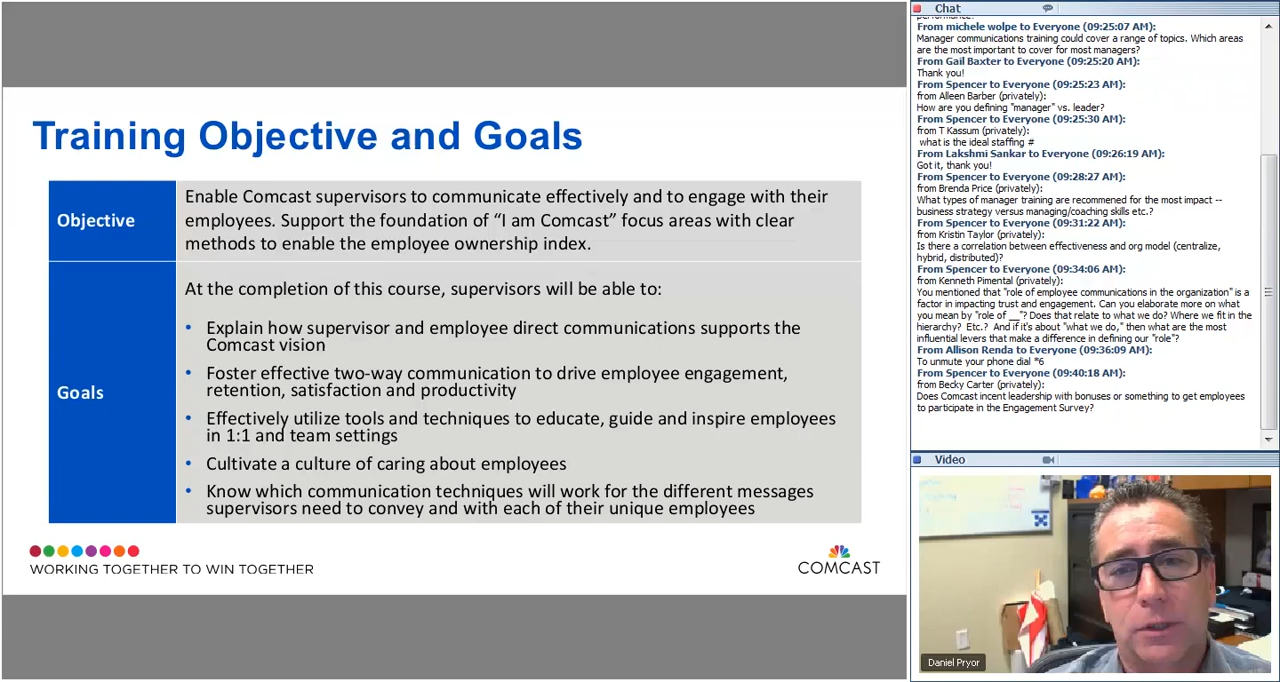 Training Objective and Goals
Objective
Enable Comcast supervisors to communicate effectively and to engage with their
employees. Support the foundation of “I am Comcast” focus areas with clear
methods to enable the employee ownership index.
Goals
At the completion of this course, supervisors will be able to:
• Explain how supervisor and employee direct communications supports the
Comcast vision
• Foster effective two-way communication to drive employee engagement,
retention, satisfaction and productivity
• Effectively utilize tools and techniques to educate, guide and inspire employees
in 1:1 and team settings
• Cultivate a culture of caring about employees
• Know which communication techniques will work for the different messages
supervisors need to convey and with each of their unique employees
WORKING TOGETHER TO WIN TOGETHER
COMCAST
Chat
From michele wolpe to Everyone (09:25:07 AM):
Manager communications training could cover a range of topics. Which areas
are the most important to cover for most managers?
From Gail Baxter to Everyone (09:25:20 AM):
Thank you!
From Spencer to Everyone (09:25:23 AM):
from Alleen Barber (privately):
How are you defining "manager" vs. leader?
From Spencer to Everyone (09:25:30 AM):
from T Kassum (privately):
what is the ideal staffing #
From Lakshmi Sankar to Everyone (09:26:19 AM):
Got it, thank you!
From Spencer to Everyone (09:28:27 AM):
from Brenda Price (privately):
What types of manager training are recommened for the most impact --
business strategy versus managing/coaching skills etc.?
From Spencer to Everyone (09:31:22 AM):
from Kristin Taylor (privately):
Is there a correlation between effectiveness and org model (centralize,
hybrid, distributed)?
From Spencer to Everyone (09:34:06 AM):
from Kenneth Pimental (privately):
You mentioned that "role of employee communications in the organization" is a
factor in impacting trust and engagement. Can you elaborate more on what
you mean by "role of __"? Does that relate to what we do? Where we fit in the
hierarchy? Etc.? And if it's about "what we do," then what are the most
influential levers that make a difference in defining our "role"?
From Allison Renda to Everyone (09:36:09 AM):
To unmute your phone dial *6
From Spencer to Everyone (09:40:18 AM):
from Becky Carter (privately):
Does Comcast incent leadership with bonuses or something to get employees
to participate in the Engagement Survey?
Video
Daniel Pryor